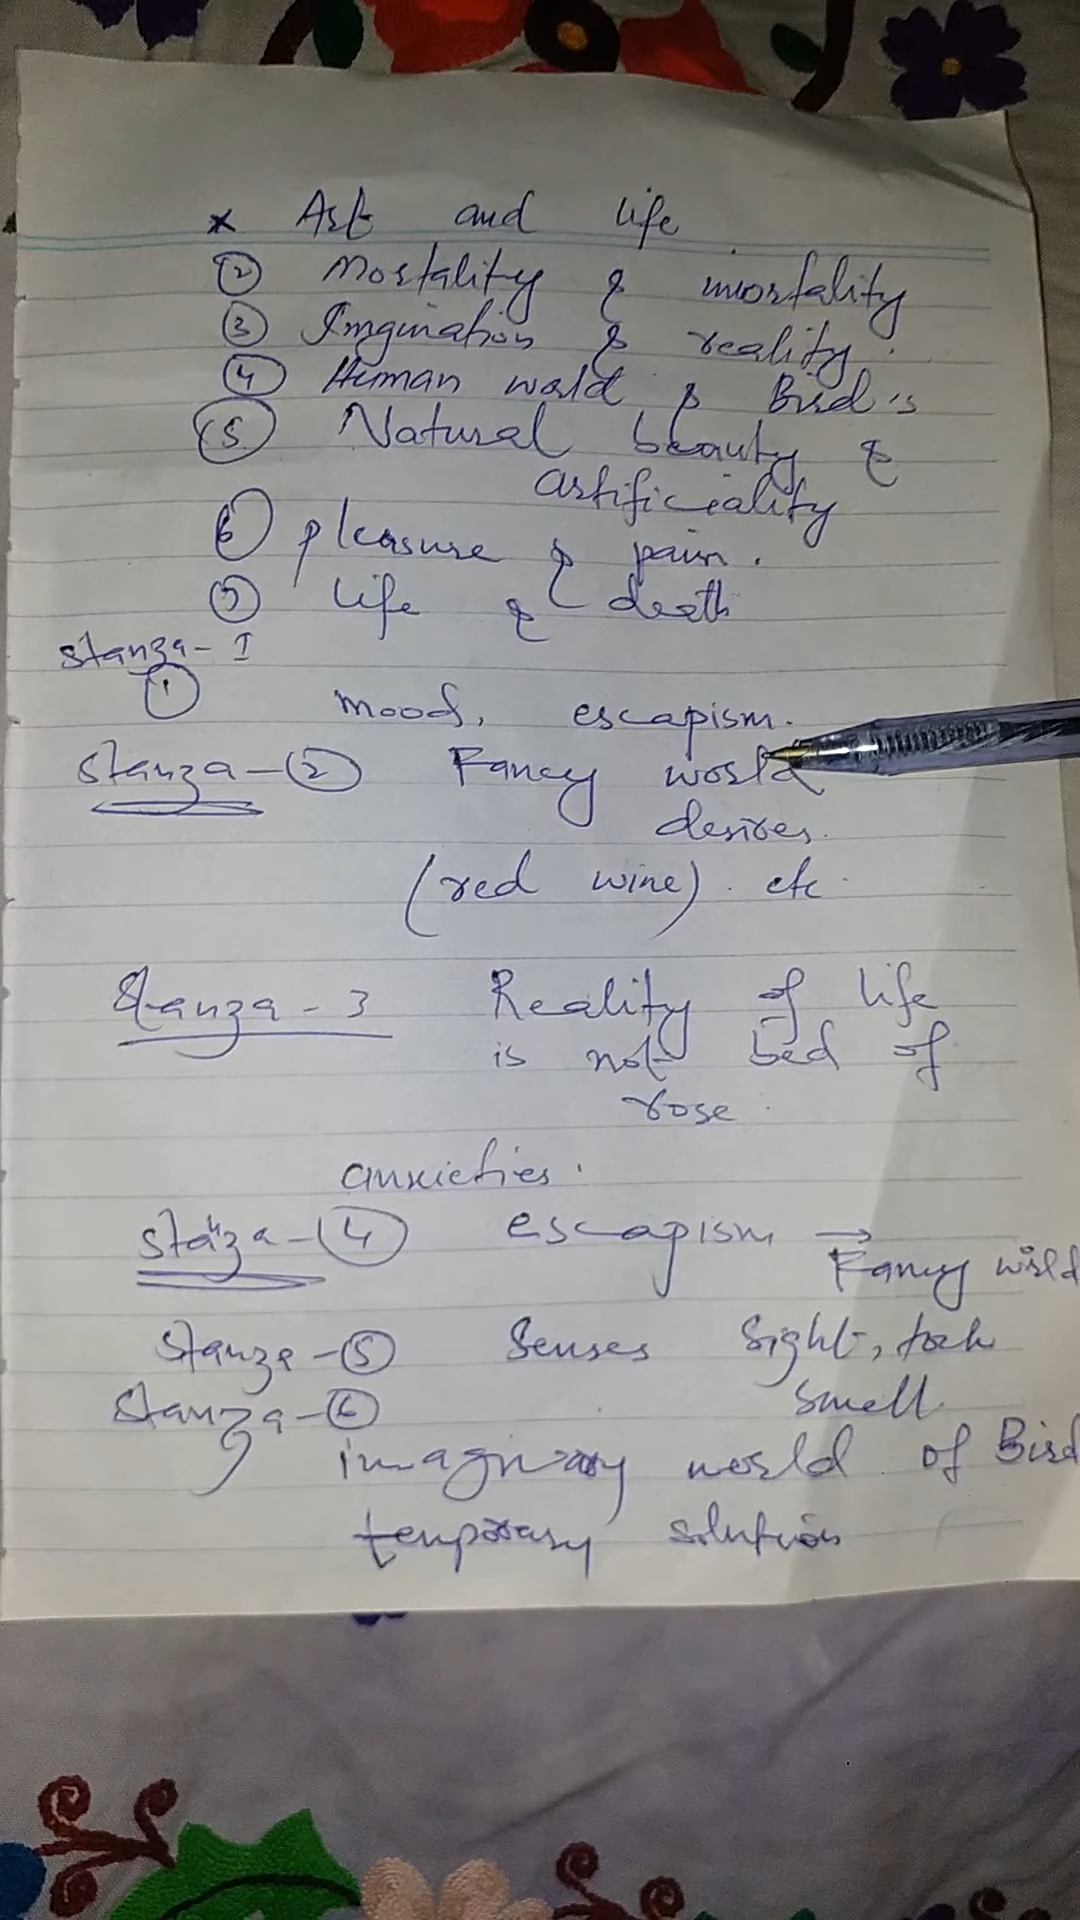 * Art and life
② Mortality & imortality
③ Imgination & reality.
④ Human world & Bird's
⑤ Natural beauty &
artificiality
⑥ pleasure & pain.
⑦ life & death
Stanza - I
① mood, escapism.
Stanza - ② Fancy world
desires.
(red wine). etc.
Stanza - 3 Reality of life
is not bed of
rose.
anxieties.
Stanza - ④ escapism →
Fancy world
Stanza - ⑤ Senses Sight,
Stanza - ⑥ smell
imaginary world of Bird
temporary solution